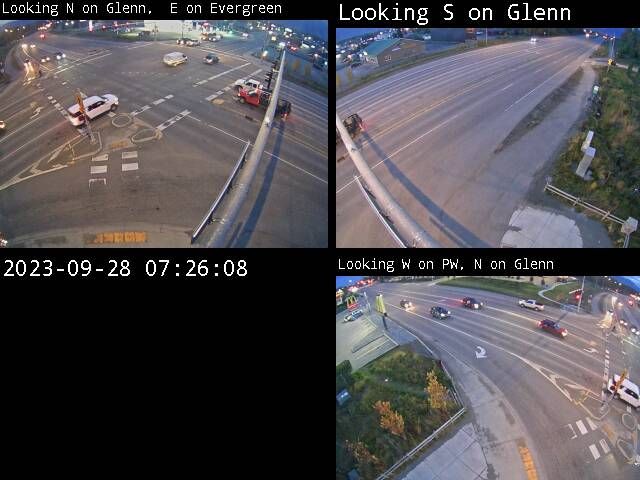 Looking N on Glenn, E on Evergreen
Looking S on Glenn
2023-09-28 07:26:08
Looking W on PW, N on Glenn